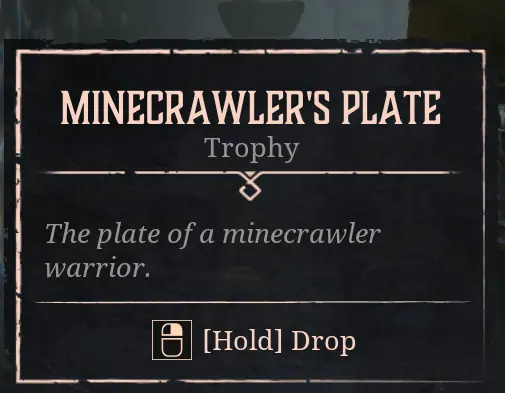 MINECRAWLER'S PLATE
Trophy
The plate of a minecrawler
warrior.
[Hold] Drop